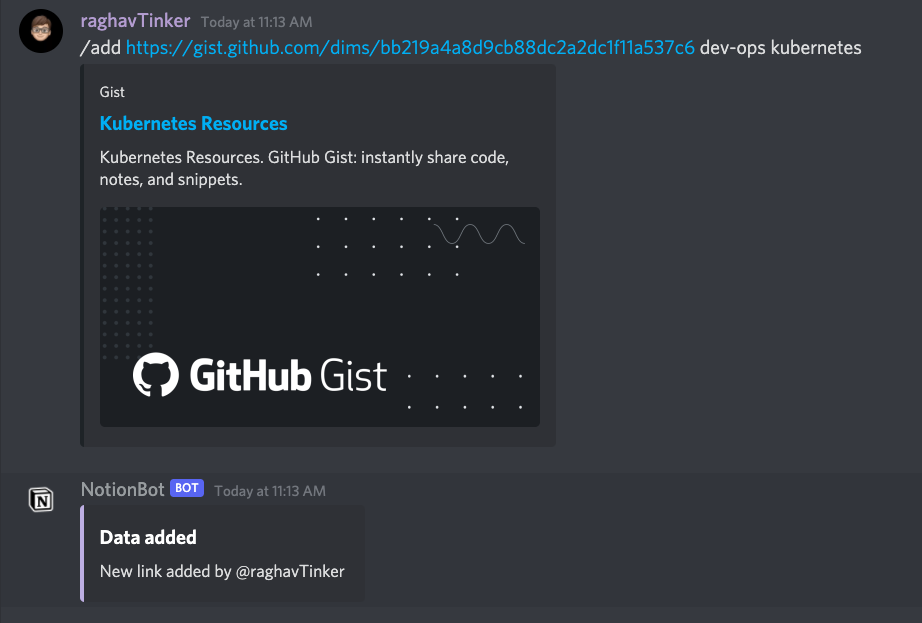 raghavTinker Today at 11:13 AM
/add https://gist.github.com/dims/bb219a4a8d9cb88dc2a2dc1f11a537c6 dev-ops kubernetes
Gist
Kubernetes Resources
Kubernetes Resources. GitHub Gist: instantly share code,
notes, and snippets.
GitHub Gist
N
NotionBot BOT Today at 11:13 AM
Data added
New link added by @raghavTinker